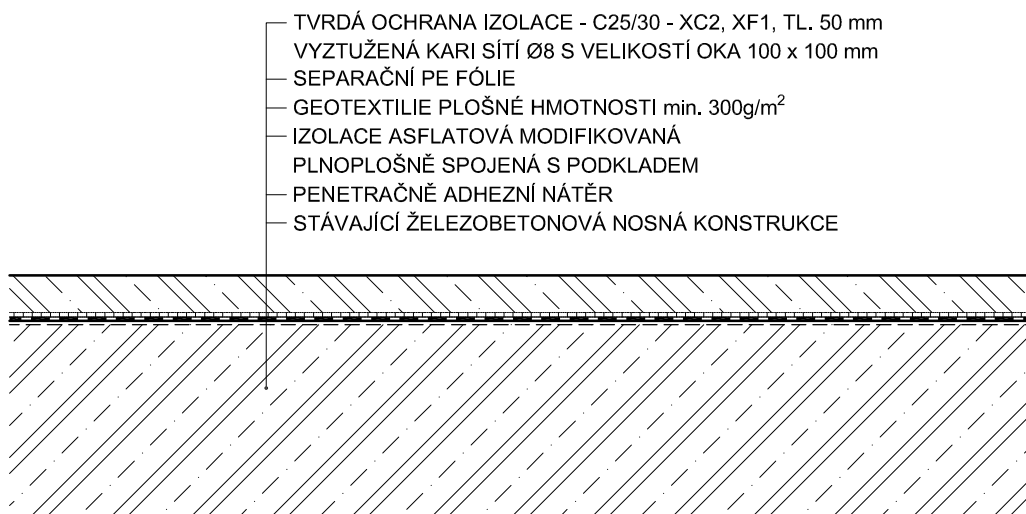 TVRDÁ OCHRANA IZOLACE - C25/30 - XC2, XF1, TL. 50 mm
VYZTUŽENÁ KARI SÍTÍ Ø8 S VELIKOSTÍ OKA 100 x 100 mm
SEPARAČNÍ PE FÓLIE
GEOTEXTILIE PLOŠNÉ HMOTNOSTI min. 300g/m²
IZOLACE ASFLATOVÁ MODIFIKOVANÁ
PLNOPLOŠNĚ SPOJENÁ S PODKLADEM
PENETRAČNĚ ADHEZNÍ NÁTĚR
STÁVAJÍCÍ ŽELEZOBETONOVÁ NOSNÁ KONSTRUKCE